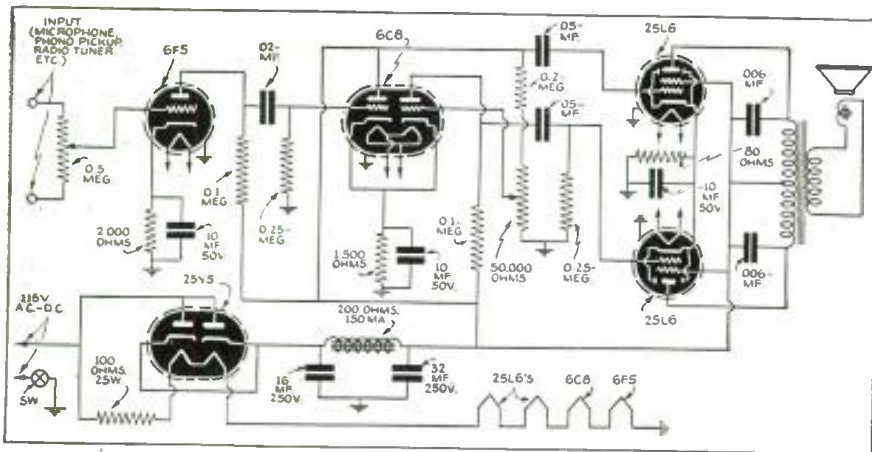 INPUT
(MICROPHONE,
PHONO PICKUP,
RADIO TUNER
ETC.)
6F5
.02-
MF.
6C8
.05-
MF.
25L6
0.2-
MEG.
.05-
MF.
.006-
MF.
0.5
MEG.
80
OHMS
0.1
MEG.
10
MF
50V.
2,000
OHMS
10
MF
50V.
0.25-
MEG.
0.1-
MEG.
1,500
OHMS
10
MF
50V.
50,000
OHMS
0.25-
MEG.
.006-
MF.
25L6
115V.
AC.-DC.
200 OHMS,
150 MA.
100
OHMS,
25W.
SW.
16
MF
250V.
32
MF
250V.
25L6'S
6C8
6F5